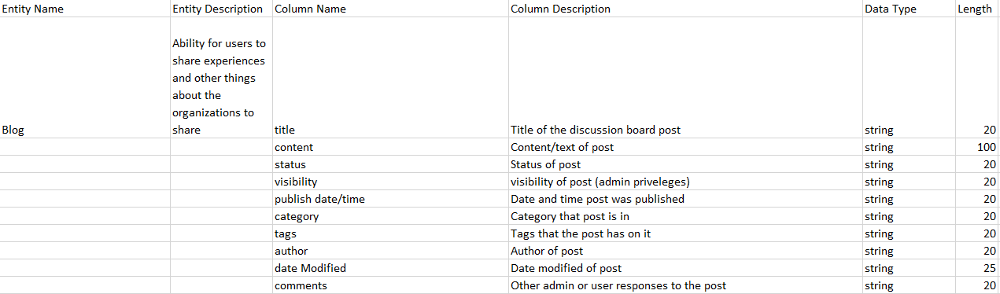 Entity Name Entity Description Column Name Column Description Data Type Length
Ability for users to
share experiences
and other things
about the
organizations to
Blog share title Title of the discussion board post string 20
content Content/text of post string 100
status Status of post string 20
visibility visibility of post (admin priveleges) string 20
publish date/time Date and time post was published string 20
category Category that post is in string 20
tags Tags that the post has on it string 20
author Author of post string 20
date Modified Date modified of post string 25
comments Other admin or user responses to the post string 20